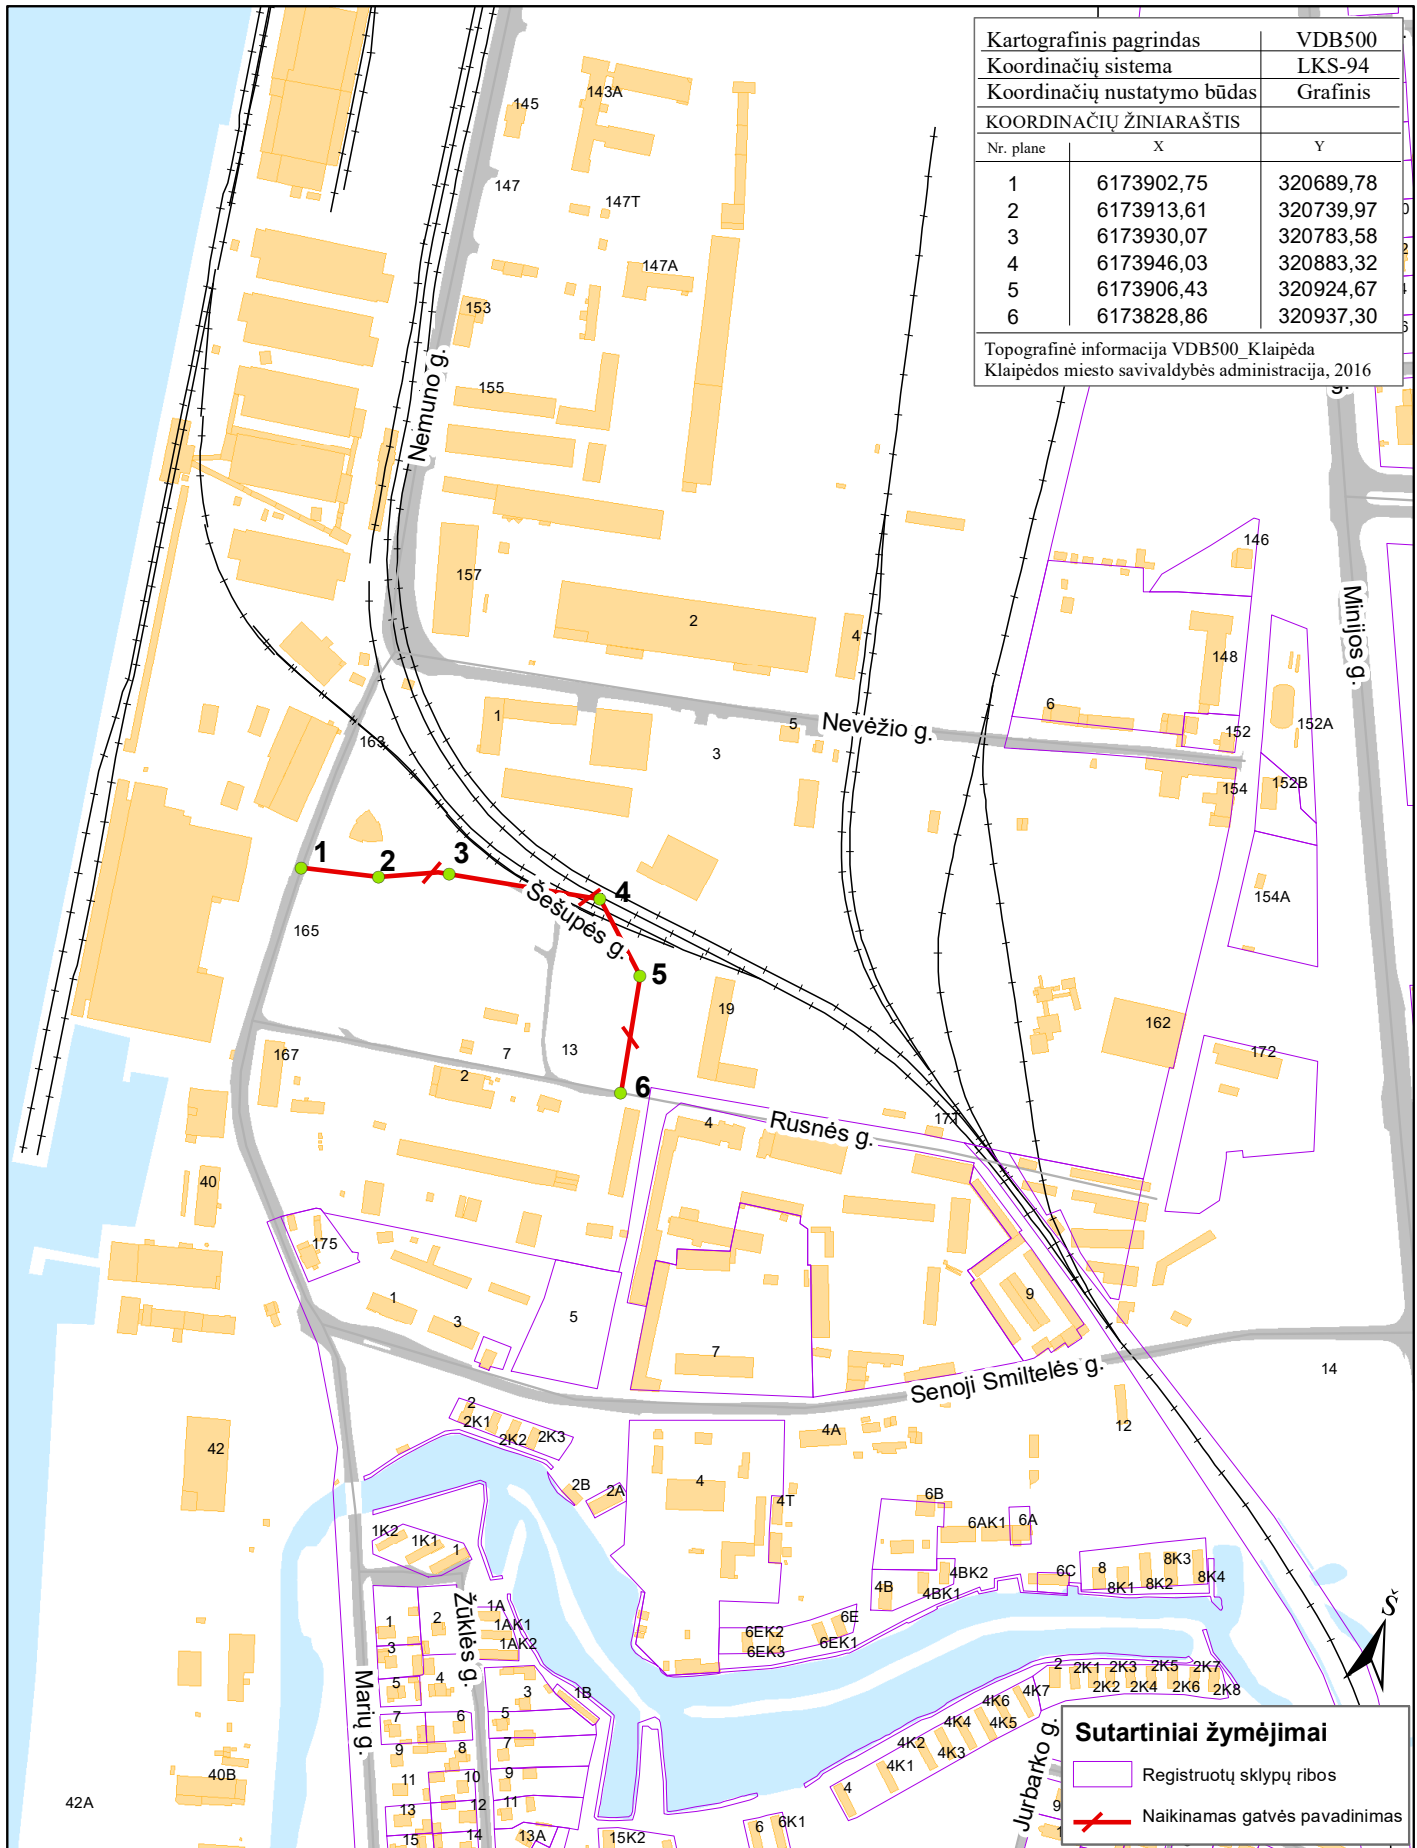 Kartografinis pagrindas VDB500
Koordinačių sistema LKS-94
Koordinačių nustatymo būdas Grafinis
KOORDINAČIŲ ŽINIARAŠTIS
Nr. plane X Y
1 6173902,75 320689,78
2 6173913,61 320739,97
3 6173930,07 320783,58
4 6173946,03 320883,32
5 6173906,43 320924,67
6 6173828,86 320937,30
Topografinė informacija VDB500_Klaipėda
Klaipėdos miesto savivaldybės administracija, 2016
143A
145
147
147T
147A
153
155
Nemuno g.
g.
157
2
4
146
148
Minijos g.
6
152
152A
1
5
Nevėžio g.
3
163
154
152B
154A
1
2
3
4
Šešupės g.
5
165
19
162
172
167
7
13
2
6
Rusnės g.
4
171
40
175
1
3
5
7
9
Senoji Smiltelės g.
14
12
2
2K1
2K2
2K3
4A
42
2B
2A
4
4T
6B
6AK1
6A
1K2
1K1
1
4B
4BK2
4BK1
6C
8
8K1
8K2
8K3
8K4
Š
1A
1AK1
1AK2
6EK2
6EK3
6E
6EK1
1
2
3
4
5
6
7
8
9
10
11
12
13
14
15
Žūklės g.
Marių g.
3
1B
5
7
9
11
13A
15K2
2
2K1
2K2
2K3
2K4
2K5
2K6
2K7
2K8
4K7
4K6
4K5
4K4
4K3
4K2
4K1
4
6
6K1
40B
42A
Jurbarko g.
9
Sutartiniai žymėjimai
Registruotų sklypų ribos
Naikinamas gatvės pavadinimas